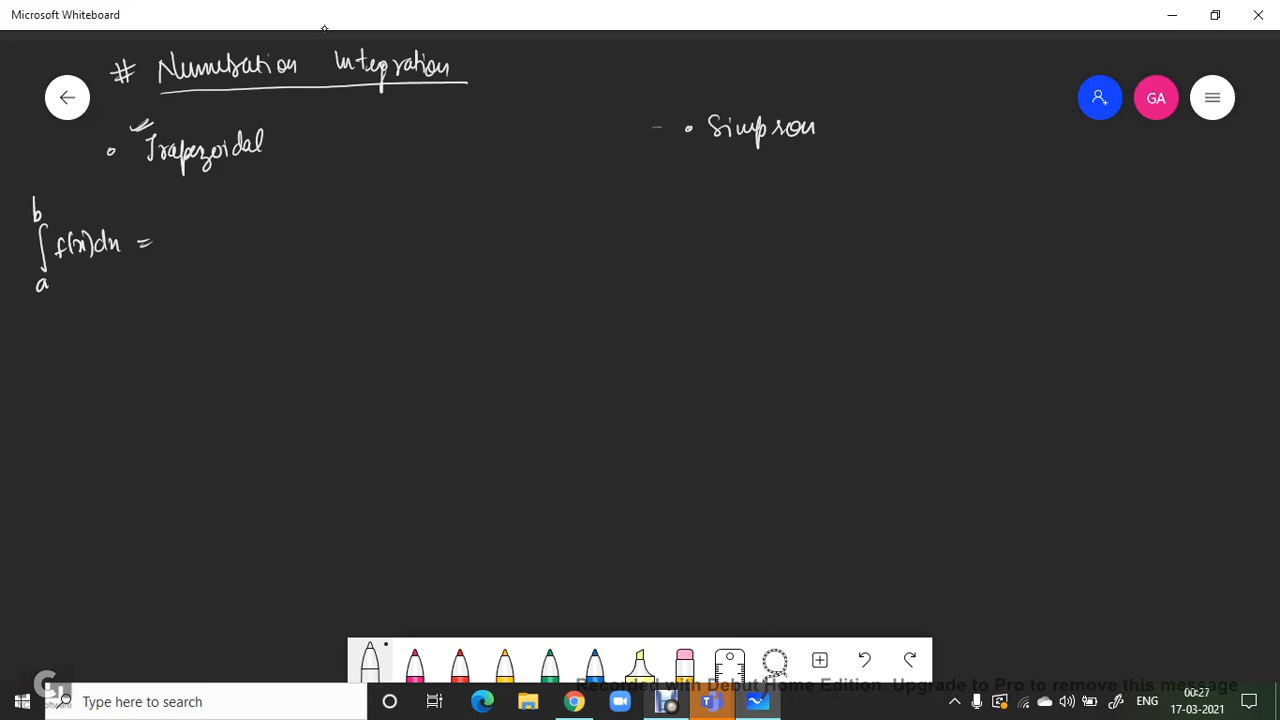 Microsoft Whiteboard
# Numeration Integration
GA
• Trapezoidal
- • Simpson
b
∫ f(x)dx =
a
Recorded with Debut Home Edition. Upgrade to Pro to remove this message
Type here to search
ENG
00:27
17-03-2021